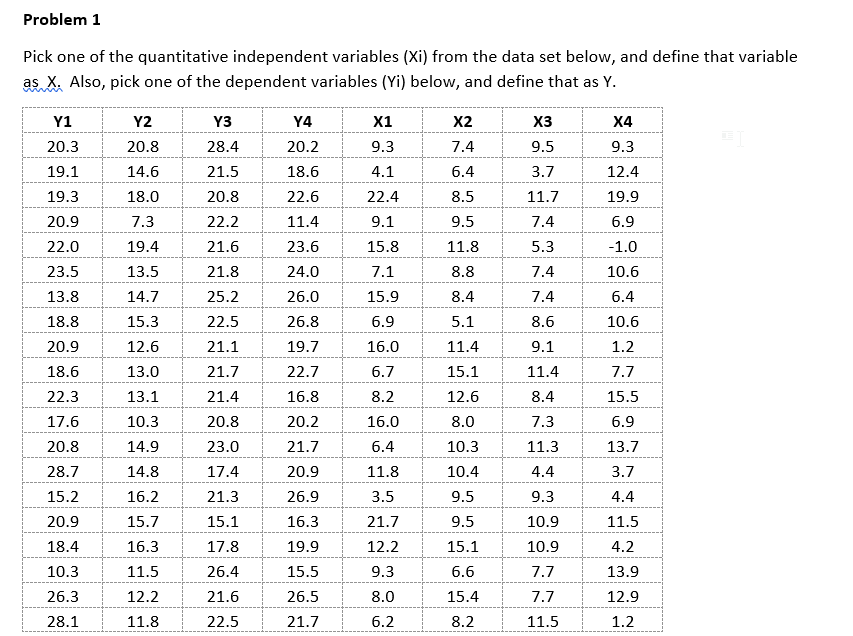 Problem 1
Pick one of the quantitative independent variables (Xi) from the data set below, and define that variable
as X. Also, pick one of the dependent variables (Yi) below, and define that as Y.
Y1 Y2 Y3 Y4 X1 X2 X3 X4
20.3 20.8 28.4 20.2 9.3 7.4 9.5 9.3
19.1 14.6 21.5 18.6 4.1 6.4 3.7 12.4
19.3 18.0 20.8 22.6 22.4 8.5 11.7 19.9
20.9 7.3 22.2 11.4 9.1 9.5 7.4 6.9
22.0 19.4 21.6 23.6 15.8 11.8 5.3 -1.0
23.5 13.5 21.8 24.0 7.1 8.8 7.4 10.6
13.8 14.7 25.2 26.0 15.9 8.4 7.4 6.4
18.8 15.3 22.5 26.8 6.9 5.1 8.6 10.6
20.9 12.6 21.1 19.7 16.0 11.4 9.1 1.2
18.6 13.0 21.7 22.7 6.7 15.1 11.4 7.7
22.3 13.1 21.4 16.8 8.2 12.6 8.4 15.5
17.6 10.3 20.8 20.2 16.0 8.0 7.3 6.9
20.8 14.9 23.0 21.7 6.4 10.3 11.3 13.7
28.7 14.8 17.4 20.9 11.8 10.4 4.4 3.7
15.2 16.2 21.3 26.9 3.5 9.5 9.3 4.4
20.9 15.7 15.1 16.3 21.7 9.5 10.9 11.5
18.4 16.3 17.8 19.9 12.2 15.1 10.9 4.2
10.3 11.5 26.4 15.5 9.3 6.6 7.7 13.9
26.3 12.2 21.6 26.5 8.0 15.4 7.7 12.9
28.1 11.8 22.5 21.7 6.2 8.2 11.5 1.2